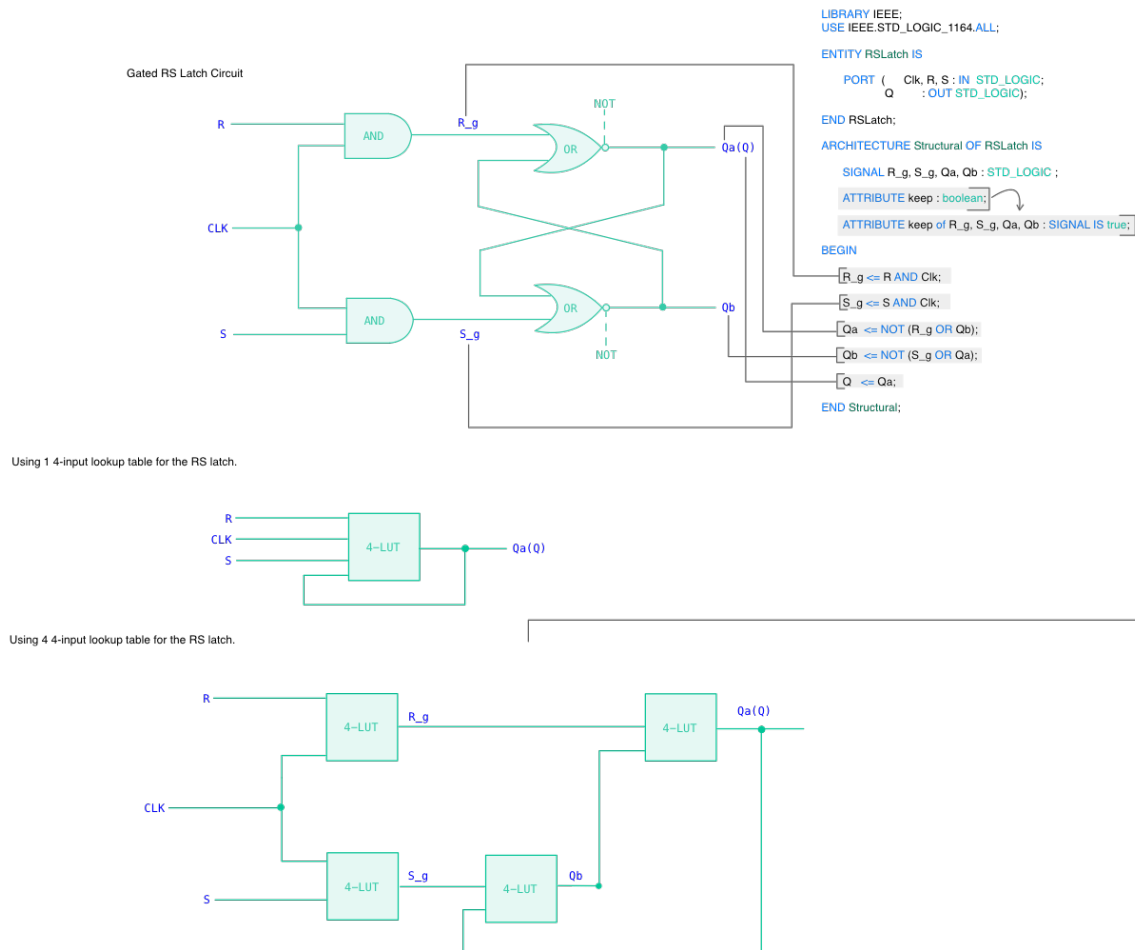 Gated RS Latch Circuit
R
AND
R_g
NOT
OR
Qa(Q)
CLK
S
AND
S_g
OR
NOT
Qb
LIBRARY IEEE;
USE IEEE.STD_LOGIC_1164.ALL;
ENTITY RSLatch IS
PORT ( Clk, R, S : IN STD_LOGIC;
Q : OUT STD_LOGIC);
END RSLatch;
ARCHITECTURE Structural OF RSLatch IS
SIGNAL R_g, S_g, Qa, Qb : STD_LOGIC ;
ATTRIBUTE keep : boolean;
ATTRIBUTE keep of R_g, S_g, Qa, Qb : SIGNAL IS true;
BEGIN
R_g <= R AND Clk;
S_g <= S AND Clk;
Qa <= NOT (R_g OR Qb);
Qb <= NOT (S_g OR Qa);
Q <= Qa;
END Structural;
Using 1 4-input lookup table for the RS latch.
R
CLK
S
4-LUT
Qa(Q)
Using 4 4-input lookup table for the RS latch.
R
4-LUT
R_g
4-LUT
Qa(Q)
CLK
S
4-LUT
S_g
4-LUT
Qb